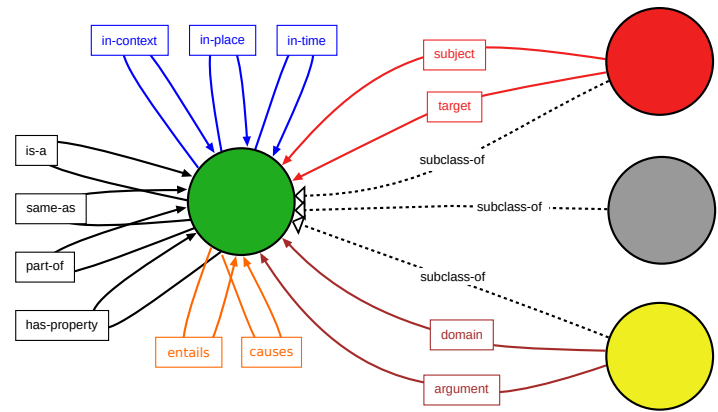 in-context
in-place
in-time
subject
target
is-a
subclass-of
same-as
subclass-of
part-of
subclass-of
has-property
domain
entails
causes
argument